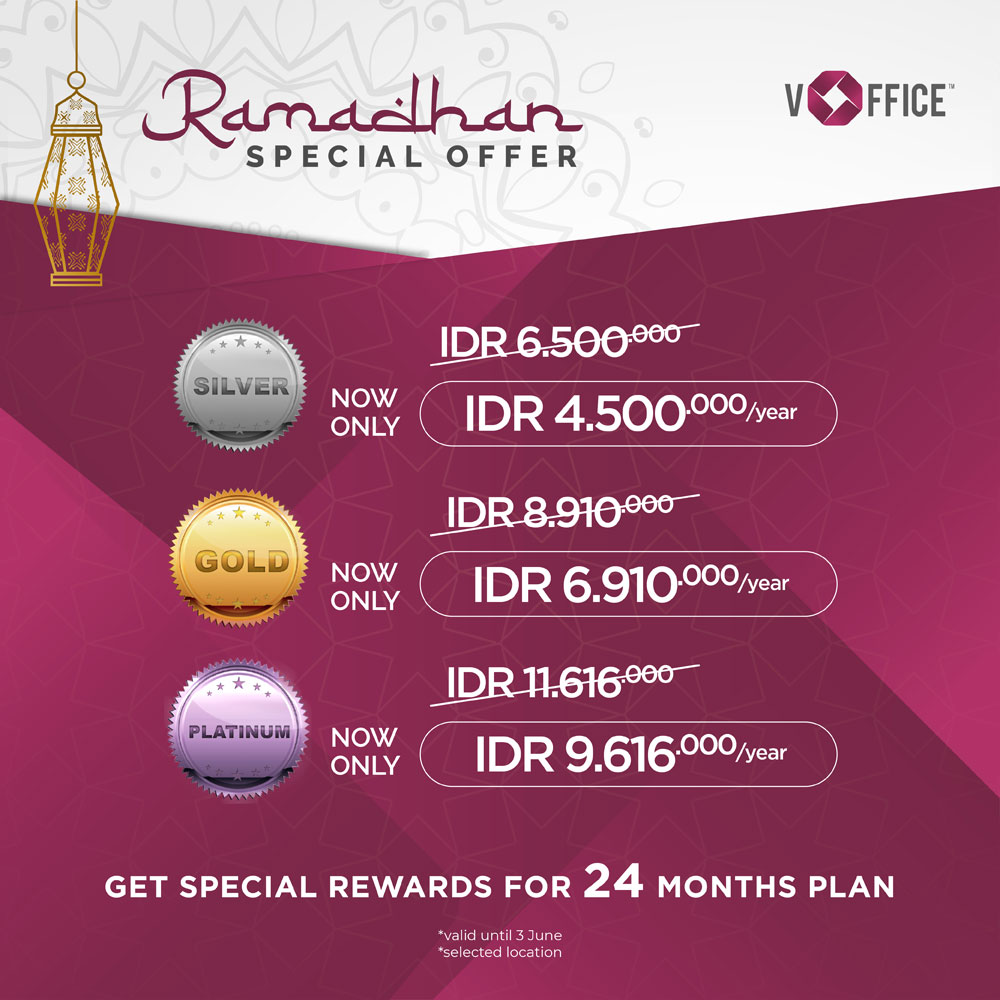 Ramadhan
SPECIAL OFFER
VOFFICE™
SILVER
IDR 6.500.000
NOW
ONLY
IDR 4.500.000/year
GOLD
IDR 8.910.000
NOW
ONLY
IDR 6.910.000/year
PLATINUM
IDR 11.616.000
NOW
ONLY
IDR 9.616.000/year
GET SPECIAL REWARDS FOR 24 MONTHS PLAN
*valid until 3 June
*selected location